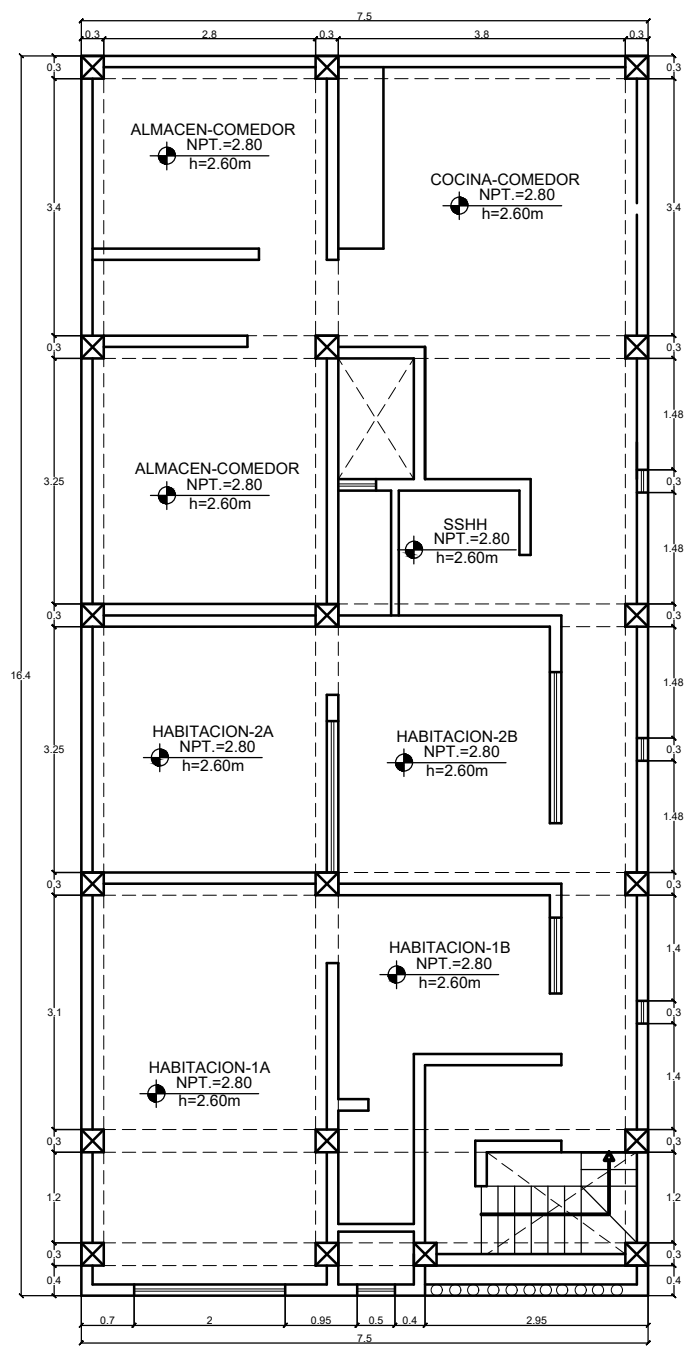 7.5
0.3
2.8
0.3
3.8
0.3
0.3
0.3
ALMACEN-COMEDOR
NPT.=2.80
h=2.60m
COCINA-COMEDOR
NPT.=2.80
h=2.60m
3.4
3.4
0.3
0.3
1.48
ALMACEN-COMEDOR
NPT.=2.80
h=2.60m
3.25
0.3
SSHH
NPT.=2.80
h=2.60m
1.48
0.3
0.3
16.4
1.48
HABITACION-2A
NPT.=2.80
h=2.60m
HABITACION-2B
NPT.=2.80
h=2.60m
3.25
0.3
1.48
0.3
0.3
HABITACION-1B
NPT.=2.80
h=2.60m
1.4
3.1
0.3
HABITACION-1A
NPT.=2.80
h=2.60m
1.4
0.3
0.3
1.2
1.2
0.3
0.3
0.4
0.4
0.7
2
0.95
0.5
0.4
2.95
7.5